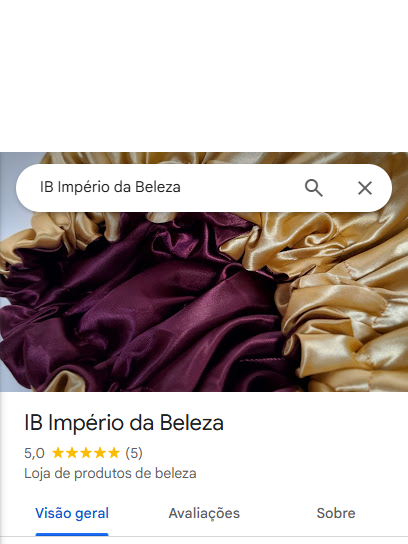 IB Império da Beleza
IB Império da Beleza
5,0 ★★★★★ (5)
Loja de produtos de beleza
Visão geral Avaliações Sobre